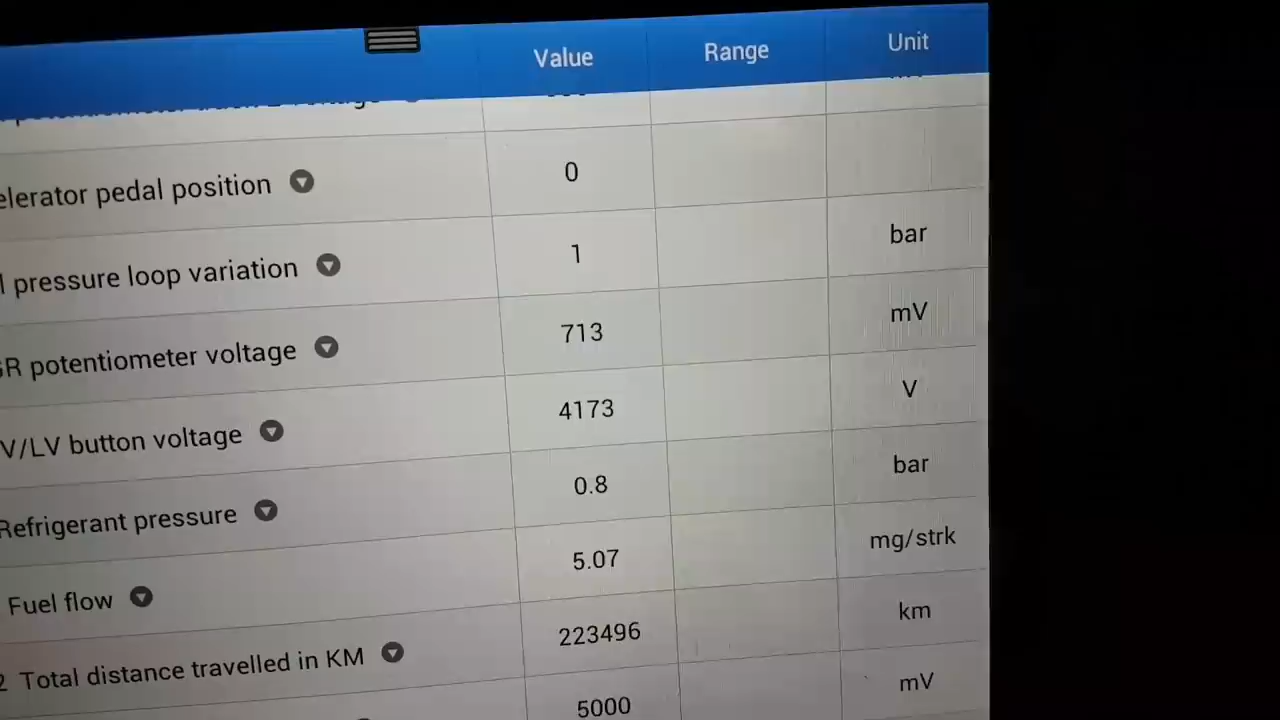 Value Range Unit
pedal position 0
pressure loop variation 1 bar
potentiometer voltage 713 mV
V/LV button voltage 4173 V
Refrigerant pressure 0.8 bar
Fuel flow 5.07 mg/strk
2 Total distance travelled in KM 223496 km
5000 mV